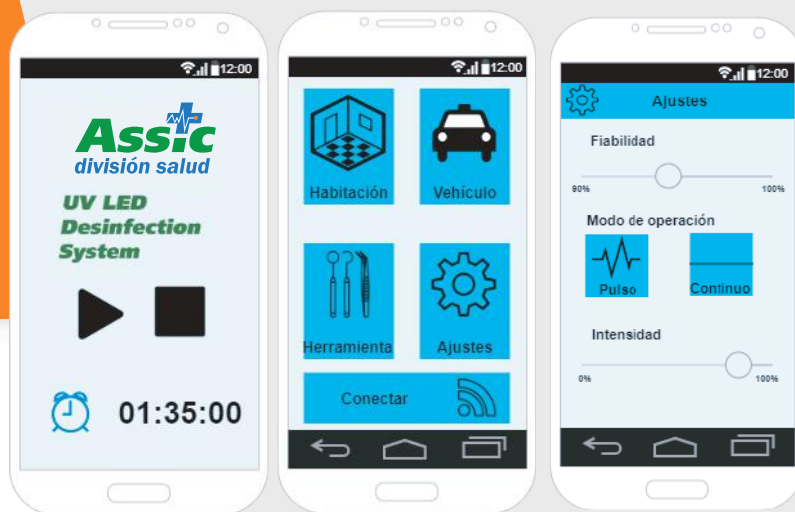 12:00
Assic
división salud
UV LED
Desinfection
System
01:35:00
12:00
Habitación
Vehículo
Herramienta
Ajustes
Conectar
12:00
Ajustes
Fiabilidad
90%
100%
Modo de operación
Pulso
Continuo
Intensidad
0%
100%